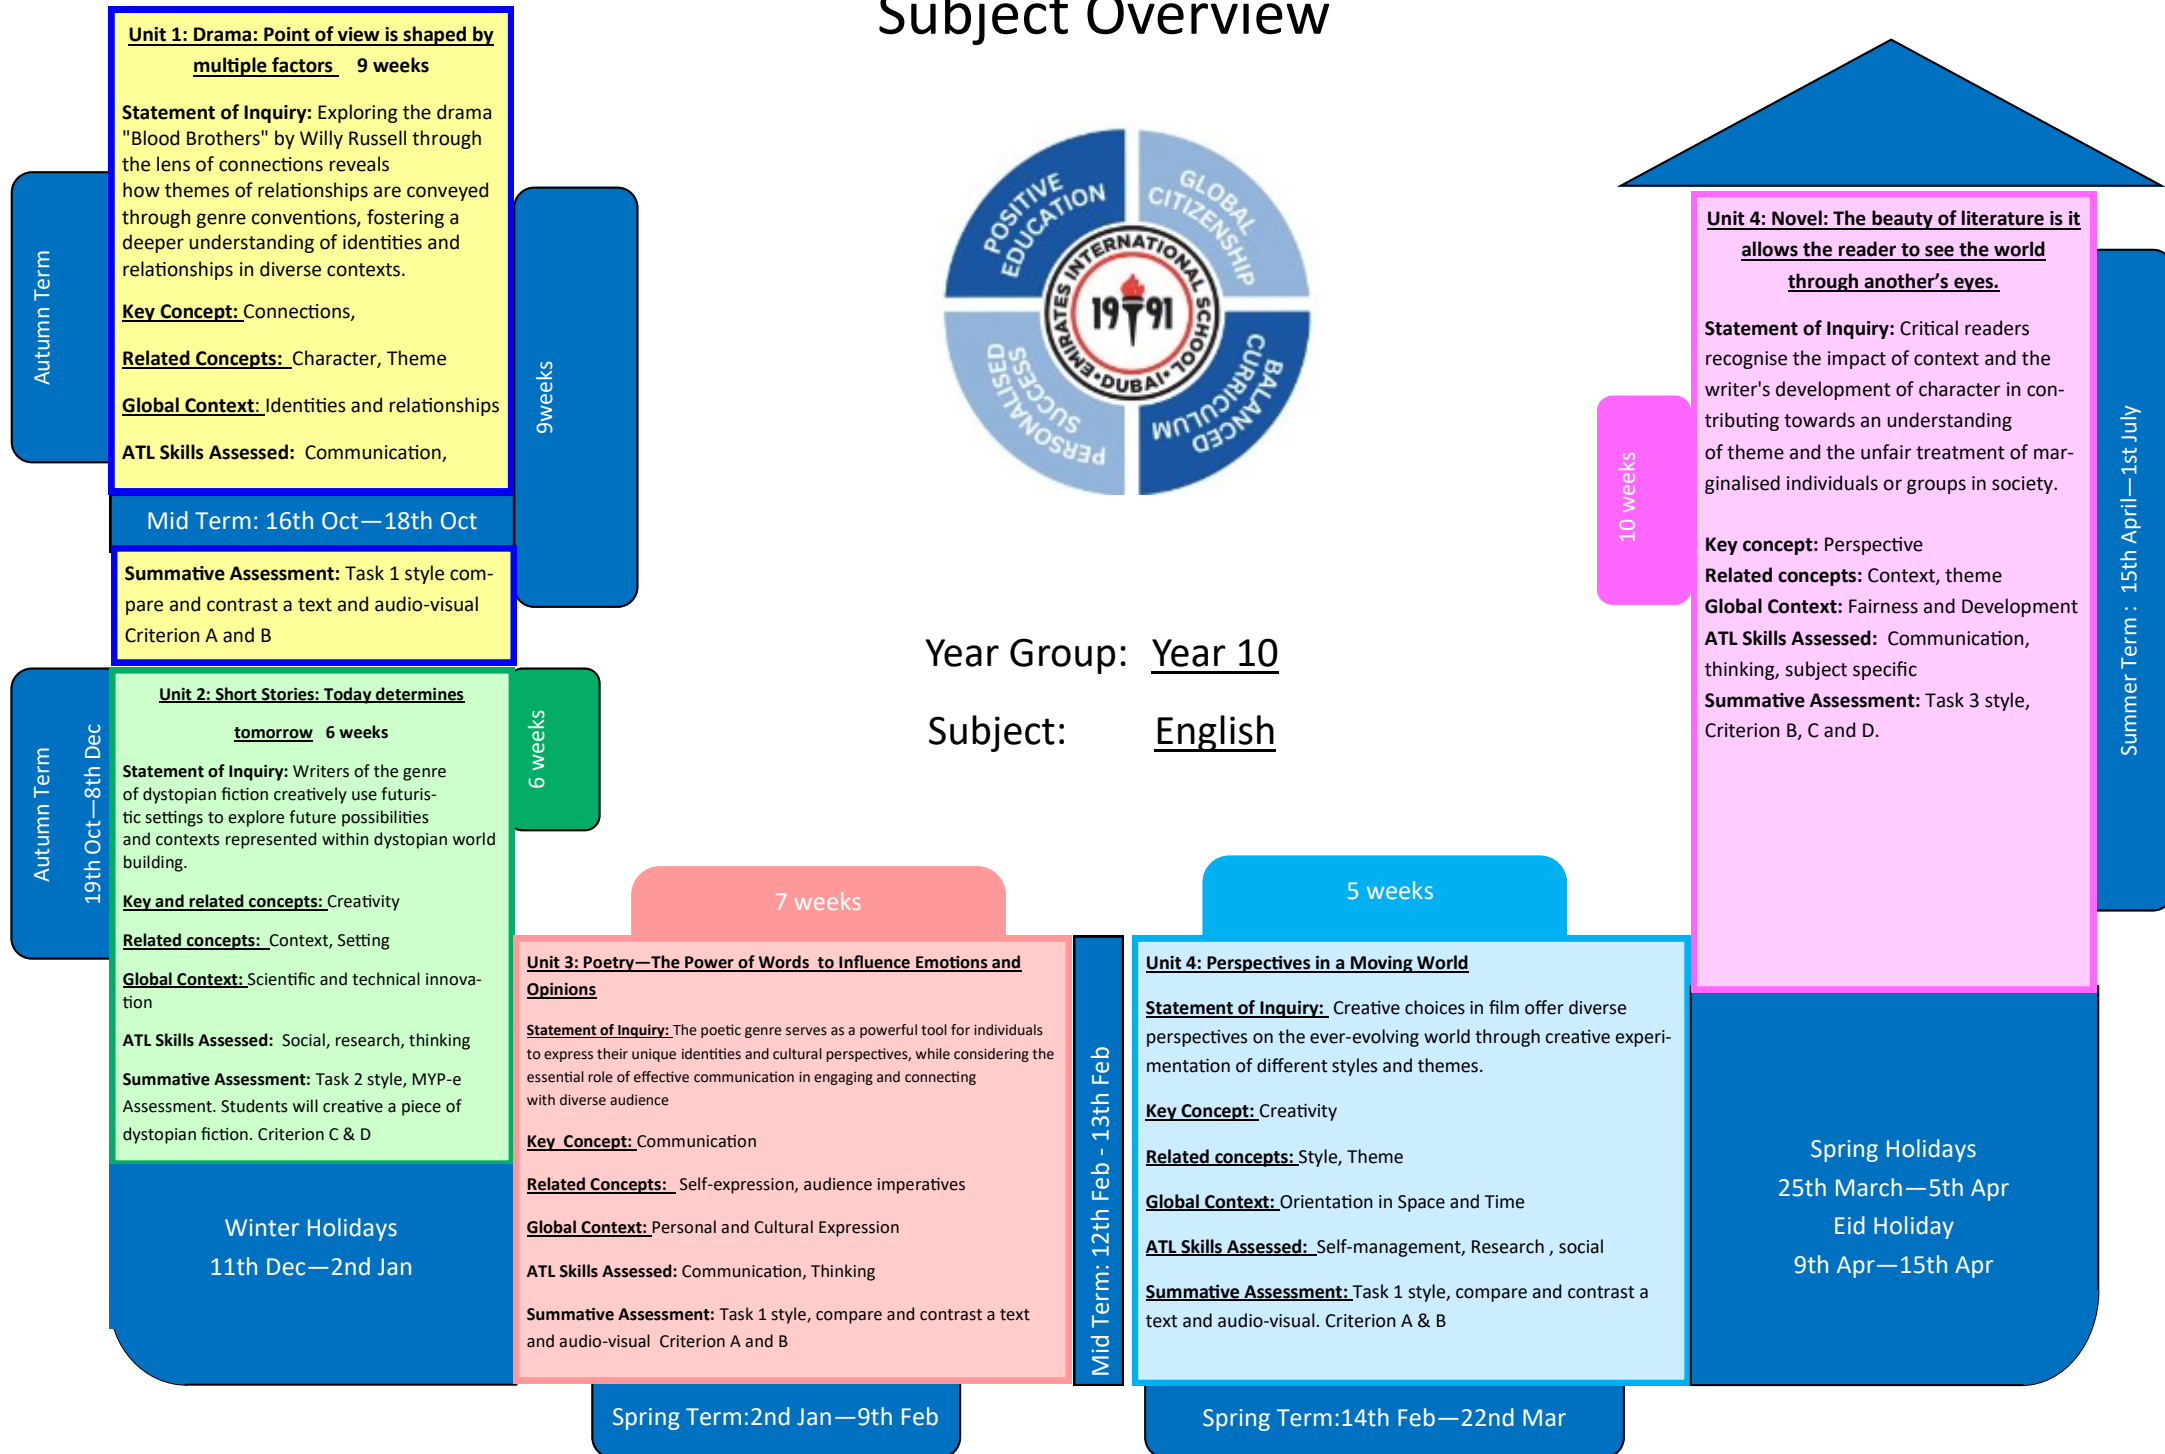 Subject Overview
Unit 1: Drama: Point of view is shaped by
multiple factors 9 weeks
Statement of Inquiry: Exploring the drama
"Blood Brothers" by Willy Russell through
the lens of connections reveals
how themes of relationships are conveyed
through genre conventions, fostering a
deeper understanding of identities and
relationships in diverse contexts.
Key Concept: Connections,
Related Concepts: Character, Theme
Global Context: Identities and relationships
ATL Skills Assessed: Communication,
Autumn Term
9weeks
Mid Term: 16th Oct—18th Oct
Summative Assessment: Task 1 style com-
pare and contrast a text and audio-visual
Criterion A and B
Autumn Term
19th Oct—8th Dec
Unit 2: Short Stories: Today determines
tomorrow 6 weeks
Statement of Inquiry: Writers of the genre
of dystopian fiction creatively use futuris-
tic settings to explore future possibilities
and contexts represented within dystopian world
building.
Key and related concepts: Creativity
Related concepts: Context, Setting
Global Context: Scientific and technical innova-
tion
ATL Skills Assessed: Social, research, thinking
Summative Assessment: Task 2 style, MYP-e
Assessment. Students will creative a piece of
dystopian fiction. Criterion C & D
6 weeks
Winter Holidays
11th Dec—2nd Jan
POSITIVE EDUCATION
GLOBAL CITIZENSHIP
PERSONALISED SUCCESS
BALANCED CURRICULUM
EMIRATES INTERNATIONAL SCHOOL
•DUBAI•
1991
Year Group: Year 10
Subject: English
7 weeks
Unit 3: Poetry—The Power of Words to Influence Emotions and
Opinions
Statement of Inquiry: The poetic genre serves as a powerful tool for individuals
to express their unique identities and cultural perspectives, while considering the
essential role of effective communication in engaging and connecting
with diverse audience
Key Concept: Communication
Related Concepts: Self-expression, audience imperatives
Global Context: Personal and Cultural Expression
ATL Skills Assessed: Communication, Thinking
Summative Assessment: Task 1 style, compare and contrast a text
and audio-visual Criterion A and B
Spring Term:2nd Jan—9th Feb
Mid Term: 12th Feb - 13th Feb
5 weeks
Unit 4: Perspectives in a Moving World
Statement of Inquiry: Creative choices in film offer diverse
perspectives on the ever-evolving world through creative experi-
mentation of different styles and themes.
Key Concept: Creativity
Related concepts: Style, Theme
Global Context: Orientation in Space and Time
ATL Skills Assessed: Self-management, Research , social
Summative Assessment: Task 1 style, compare and contrast a
text and audio-visual. Criterion A & B
Spring Term:14th Feb—22nd Mar
Spring Holidays
25th March—5th Apr
Eid Holiday
9th Apr—15th Apr
10 weeks
Unit 4: Novel: The beauty of literature is it
allows the reader to see the world
through another’s eyes.
Statement of Inquiry: Critical readers
recognise the impact of context and the
writer's development of character in con-
tributing towards an understanding
of theme and the unfair treatment of mar-
ginalised individuals or groups in society.
Key concept: Perspective
Related concepts: Context, theme
Global Context: Fairness and Development
ATL Skills Assessed: Communication,
thinking, subject specific
Summative Assessment: Task 3 style,
Criterion B, C and D.
Summer Term : 15th April—1st July